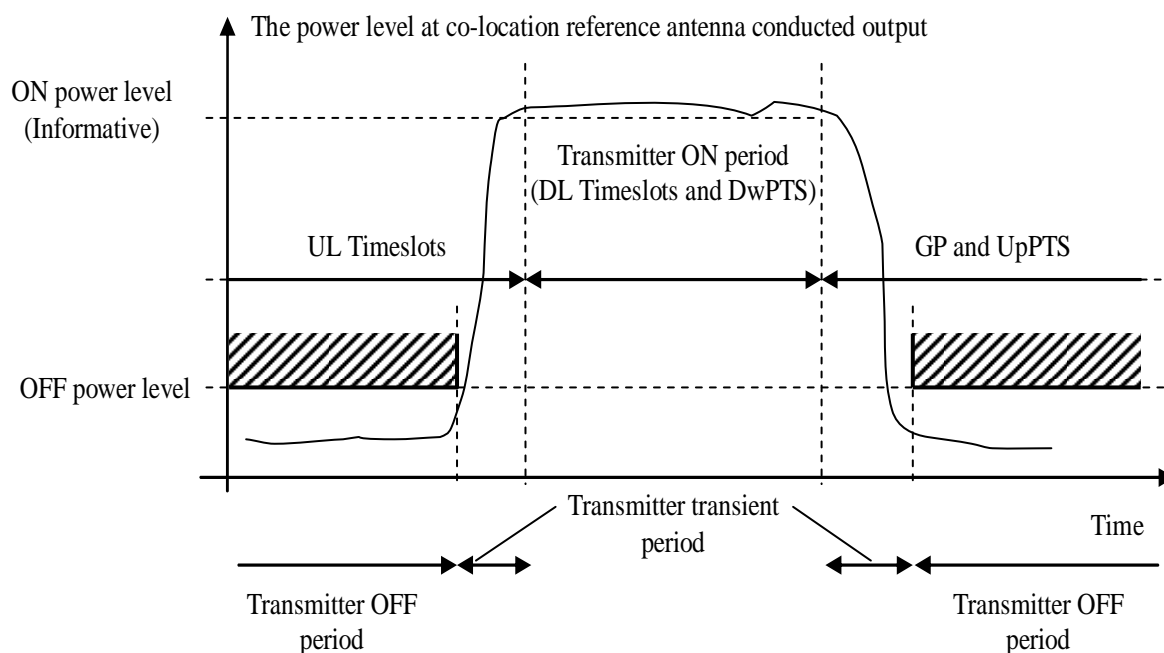 The power level at co-location reference antenna conducted output
ON power level
(Informative)
Transmitter ON period
(DL Timeslots and DwPTS)
UL Timeslots
GP and UpPTS
OFF power level
Transmitter transient
period
Time
Transmitter OFF
period
Transmitter OFF
period